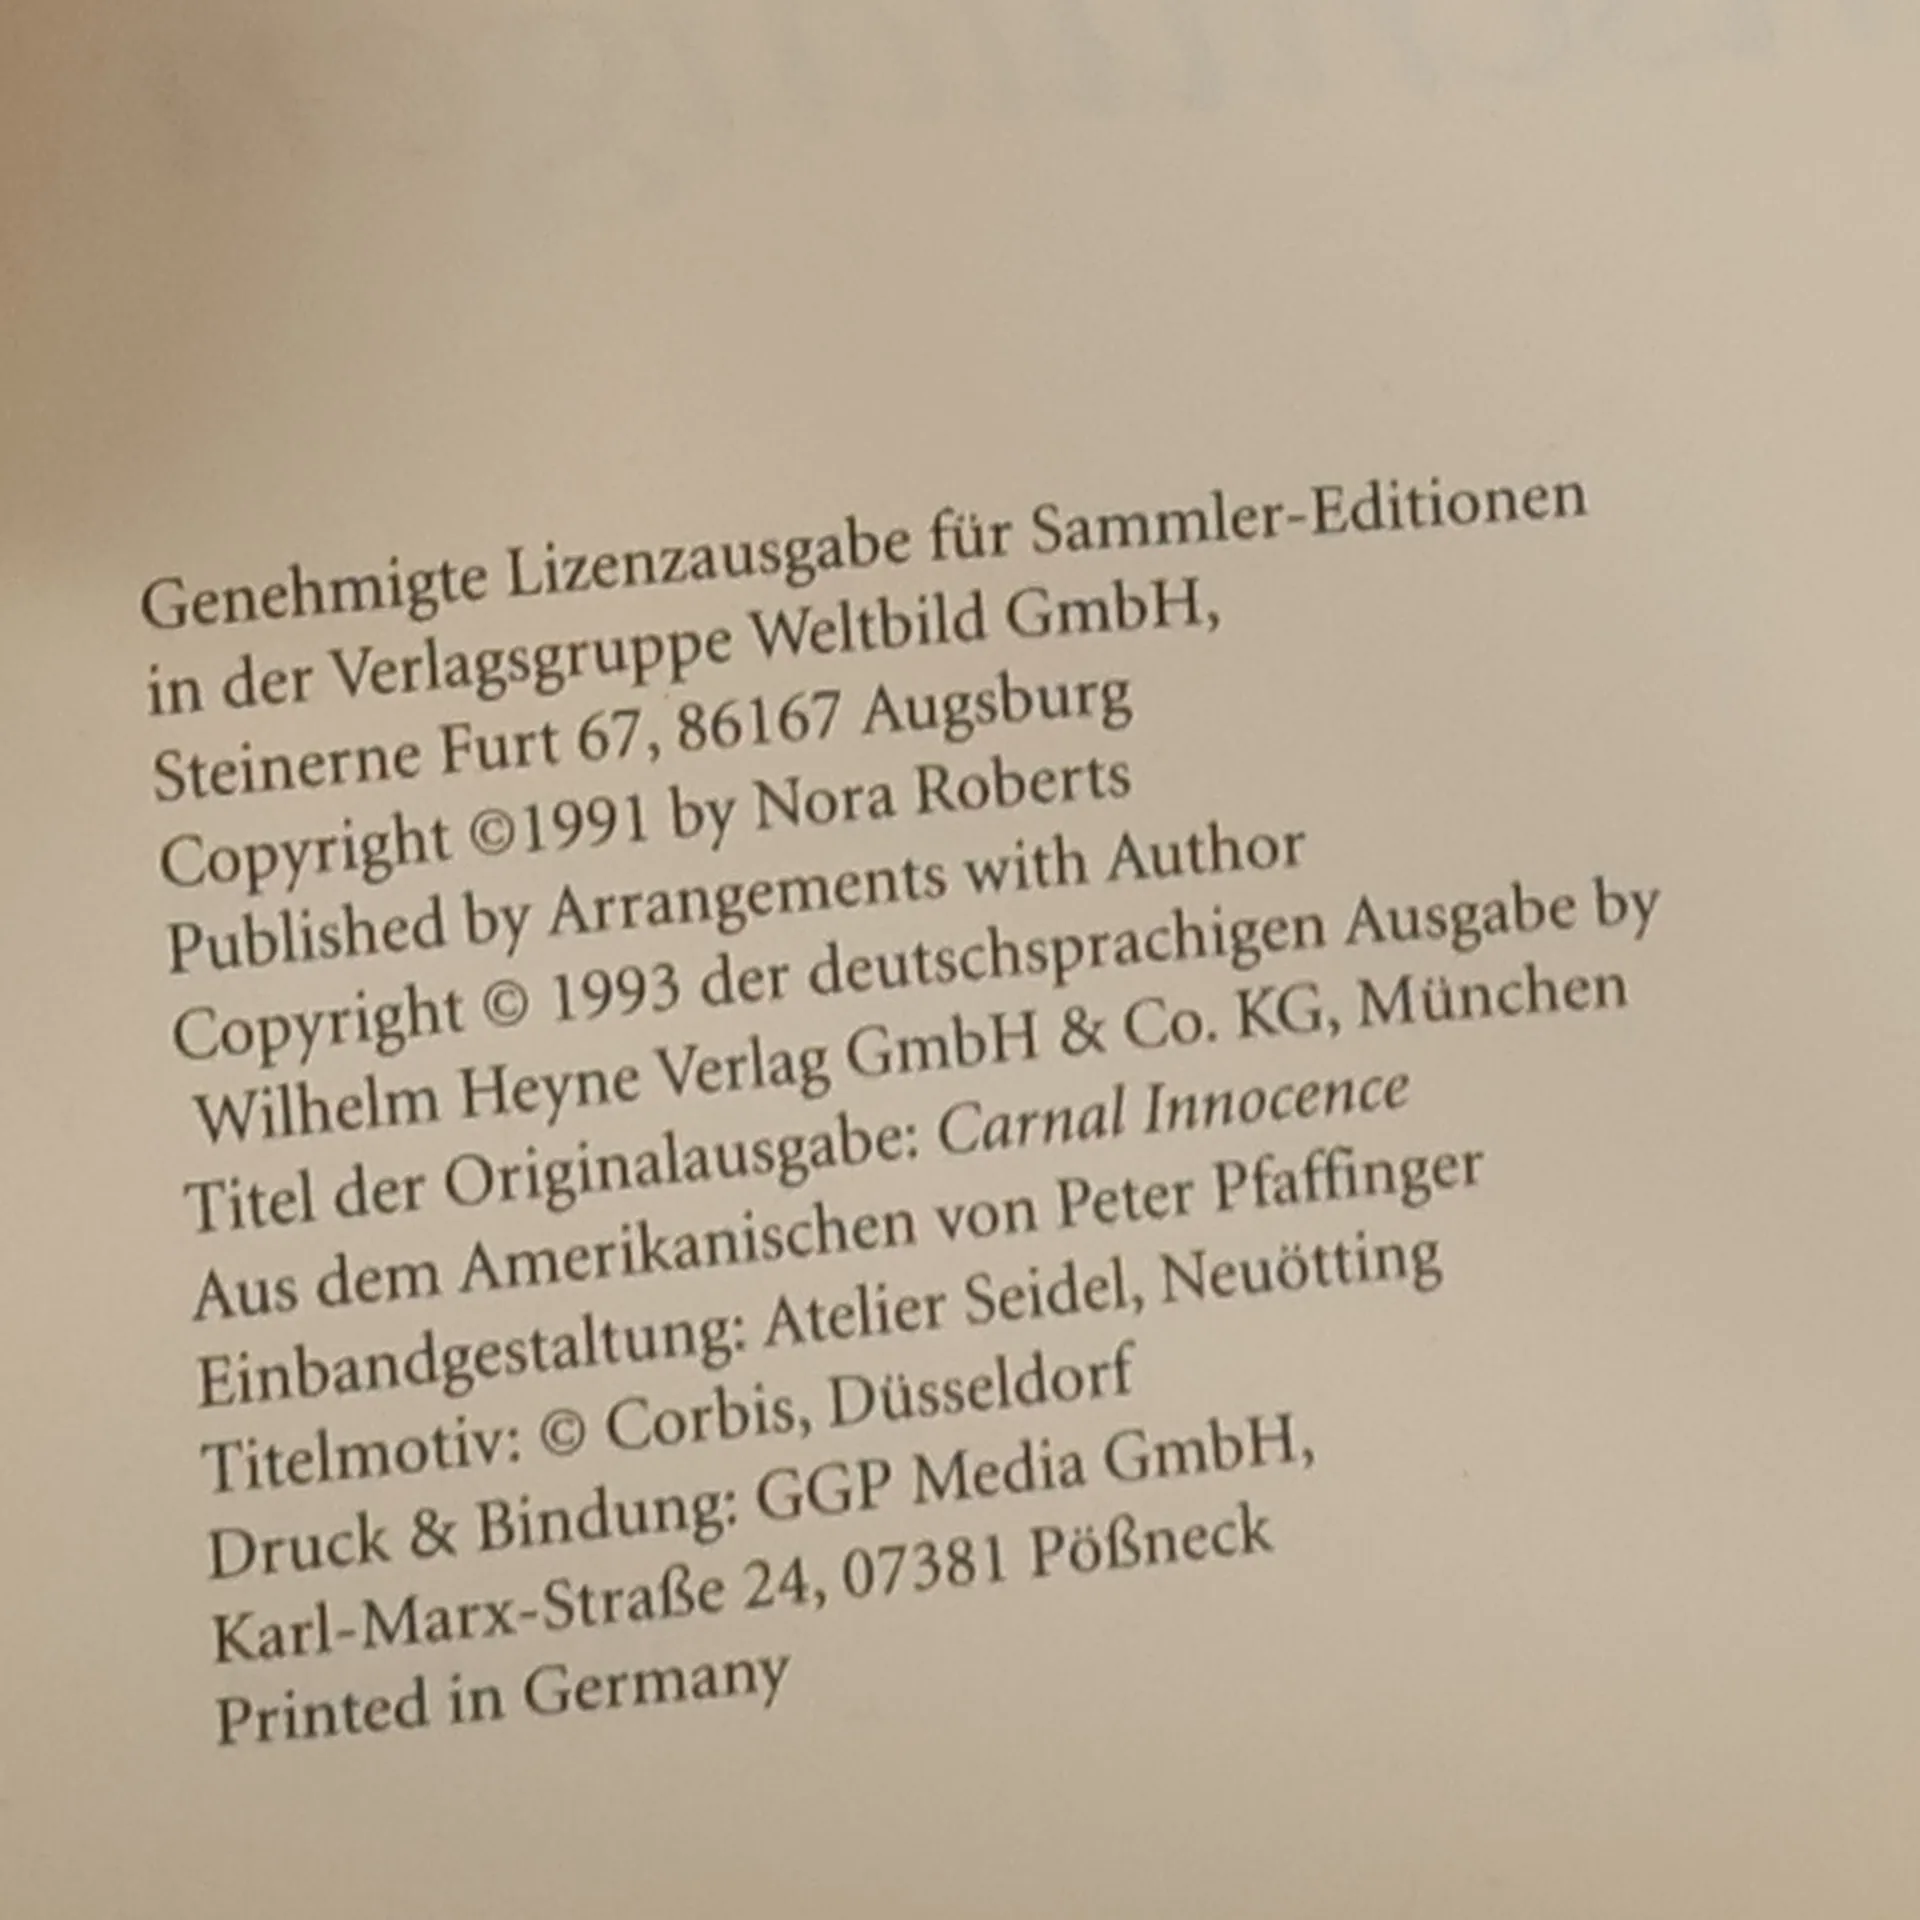 Genehmigte Lizenzausgabe für Sammler-Editionen
in der Verlagsgruppe Weltbild GmbH,
Steinerne Furt 67, 86167 Augsburg
Copyright ©1991 by Nora Roberts
Published by Arrangements with Author
Copyright © 1993 der deutschsprachigen Ausgabe by
Wilhelm Heyne Verlag GmbH & Co. KG, München
Titel der Originalausgabe: Carnal Innocence
Aus dem Amerikanischen von Peter Pfaffinger
Einbandgestaltung: Atelier Seidel, Neuötting
Titelmotiv: © Corbis, Düsseldorf
Druck & Bindung: GGP Media GmbH,
Karl-Marx-Straße 24, 07381 Pößneck
Printed in Germany